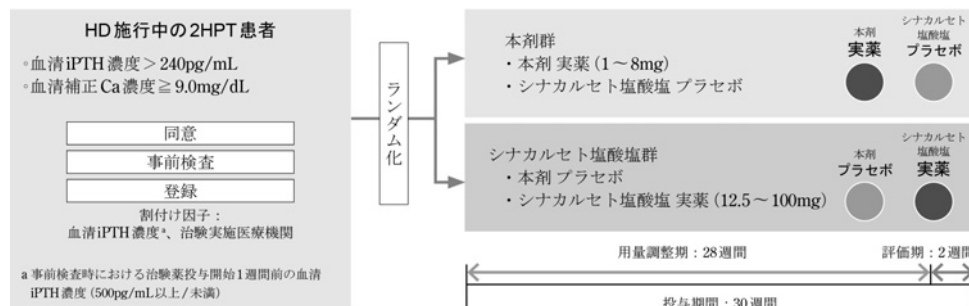 HD施行中の2HPT患者
◦血清iPTH濃度＞240pg/mL
◦血清補正Ca濃度≧9.0mg/dL
同意
事前検査
登録
割付け因子：
血清iPTH濃度a、治験実施医療機関
a 事前検査時における治験薬投与開始1週間前の血清
iPTH濃度（500pg/mL以上/未満）
ランダム化
本剤群
・本剤 実薬（1～8mg）
・シナカルセト塩酸塩 プラセボ
本剤
実薬
シナカルセト
塩酸塩
プラセボ
シナカルセト塩酸塩群
・本剤 プラセボ
・シナカルセト塩酸塩 実薬（12.5～100mg）
本剤
プラセボ
シナカルセト
塩酸塩
実薬
用量調整期：28週間
評価期：2週間
投与期間：30週間